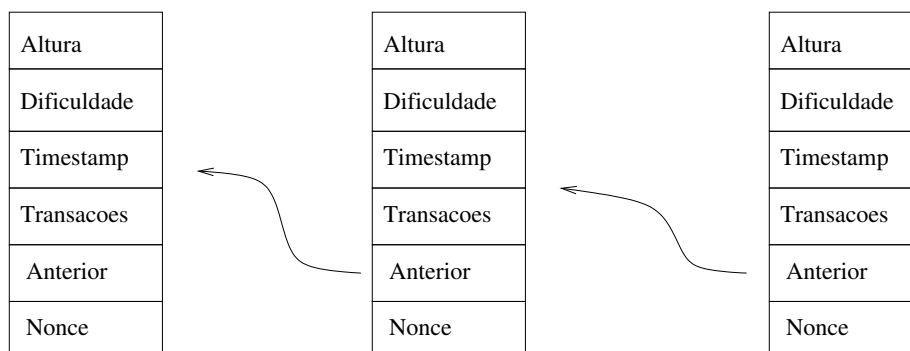 Altura
Dificuldade
Timestamp
Transacoes
Anterior
Nonce
Altura
Dificuldade
Timestamp
Transacoes
Anterior
Nonce
Altura
Dificuldade
Timestamp
Transacoes
Anterior
Nonce